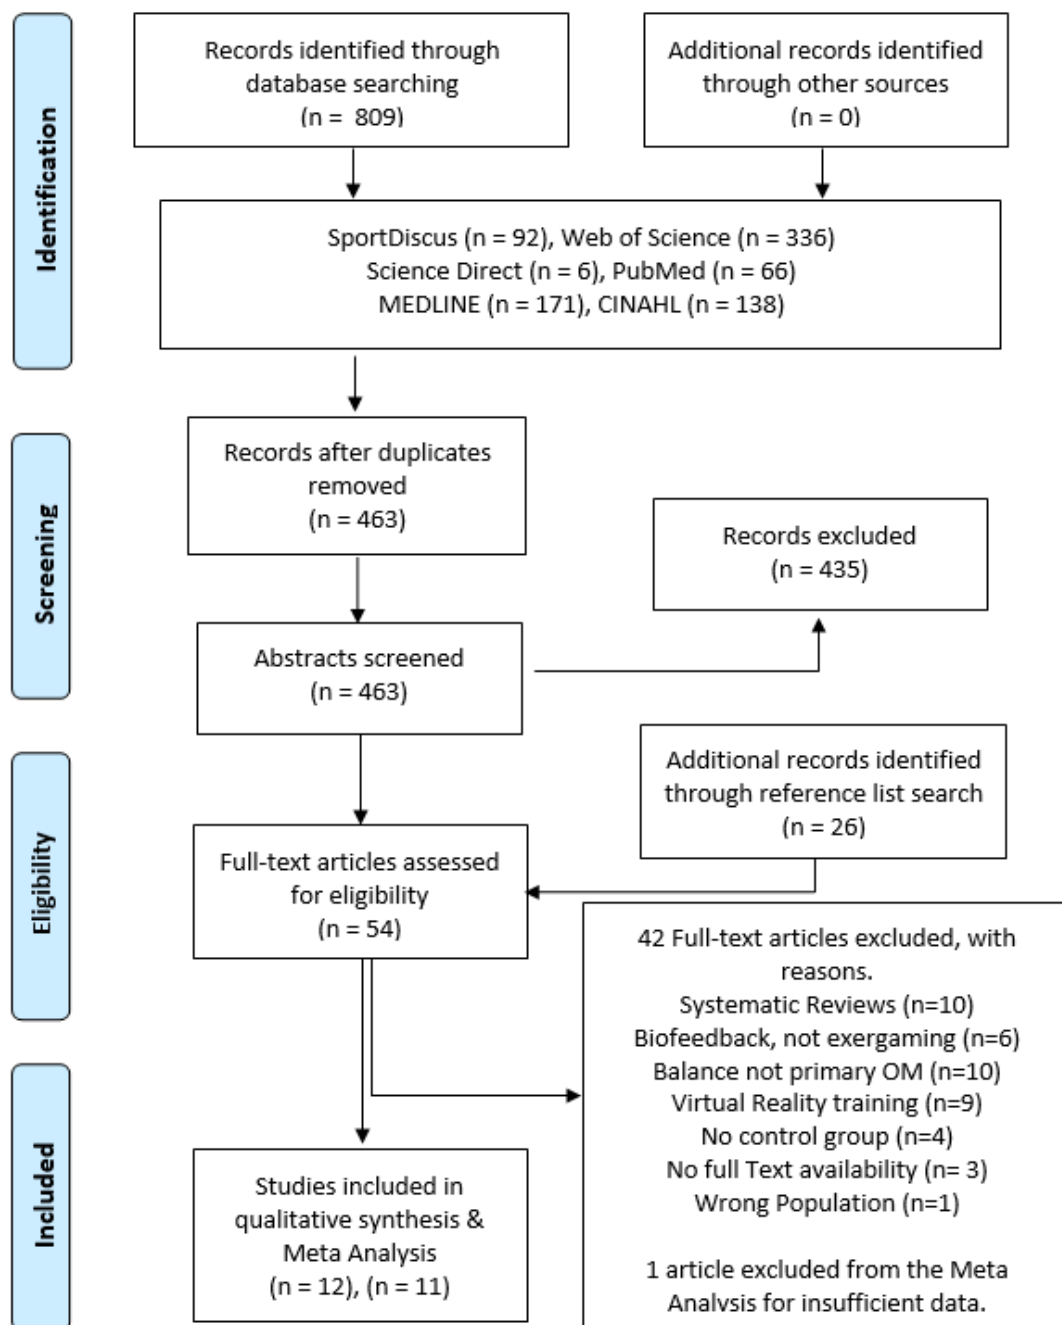 Identification
Records identified through
database searching
(n = 809)
Additional records identified
through other sources
(n = 0)
SportDiscus (n = 92), Web of Science (n = 336)
Science Direct (n = 6), PubMed (n = 66)
MEDLINE (n = 171), CINAHL (n = 138)
Screening
Records after duplicates
removed
(n = 463)
Records excluded
(n = 435)
Abstracts screened
(n = 463)
Eligibility
Additional records identified
through reference list search
(n = 26)
Full-text articles assessed
for eligibility
(n = 54)
42 Full-text articles excluded, with
reasons.
Systematic Reviews (n=10)
Biofeedback, not exergaming (n=6)
Balance not primary OM (n=10)
Virtual Reality training (n=9)
No control group (n=4)
No full Text availability (n= 3)
Wrong Population (n=1)
1 article excluded from the Meta
Analysis for insufficient data.
Included
Studies included in
qualitative synthesis &
Meta Analysis
(n = 12), (n = 11)